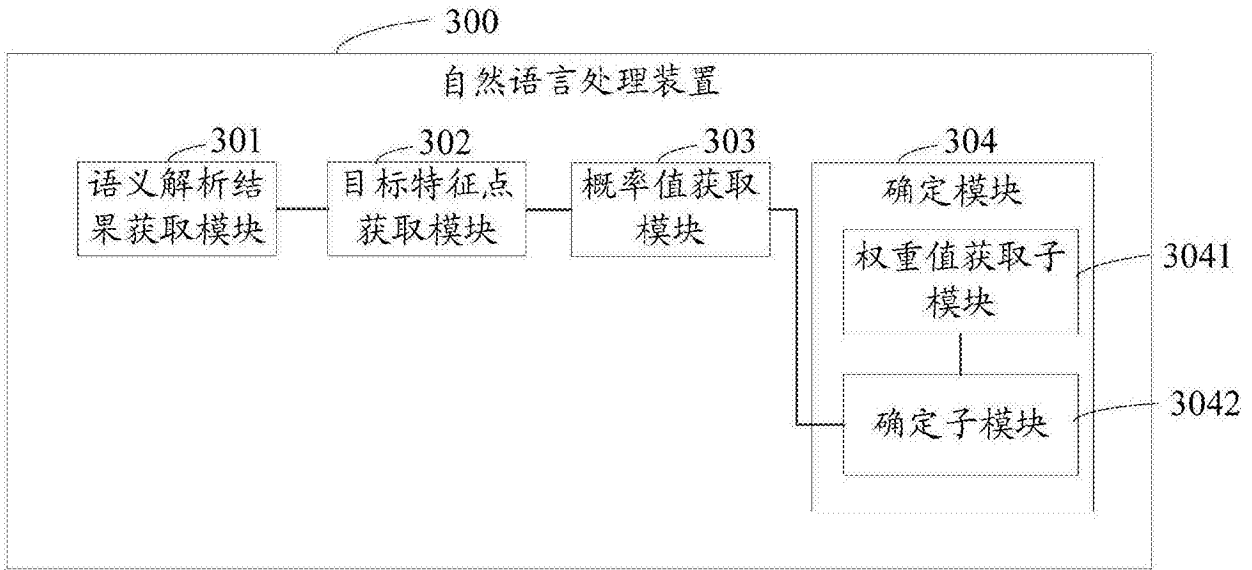 300
自然语言处理装置
301
302
303
304
语义解析结
果获取模块
目标特征点
获取模块
概率值获取
模块
确定模块
权重值获取子
模块
3041
确定子模块
3042